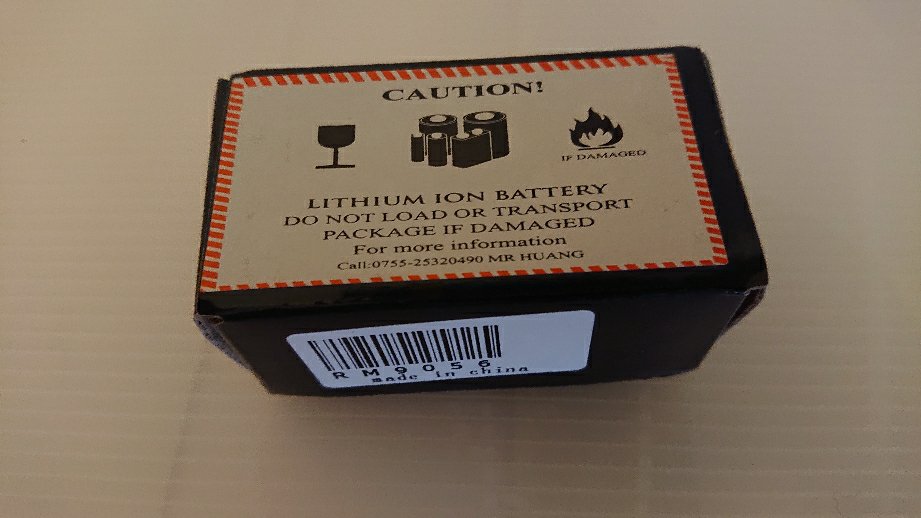 CAUTION!
IF DAMAGED
LITHIUM ION BATTERY
DO NOT LOAD OR TRANSPORT
PACKAGE IF DAMAGED
For more information
Call:0755-25320490 MR HUANG
RM9056
made in china